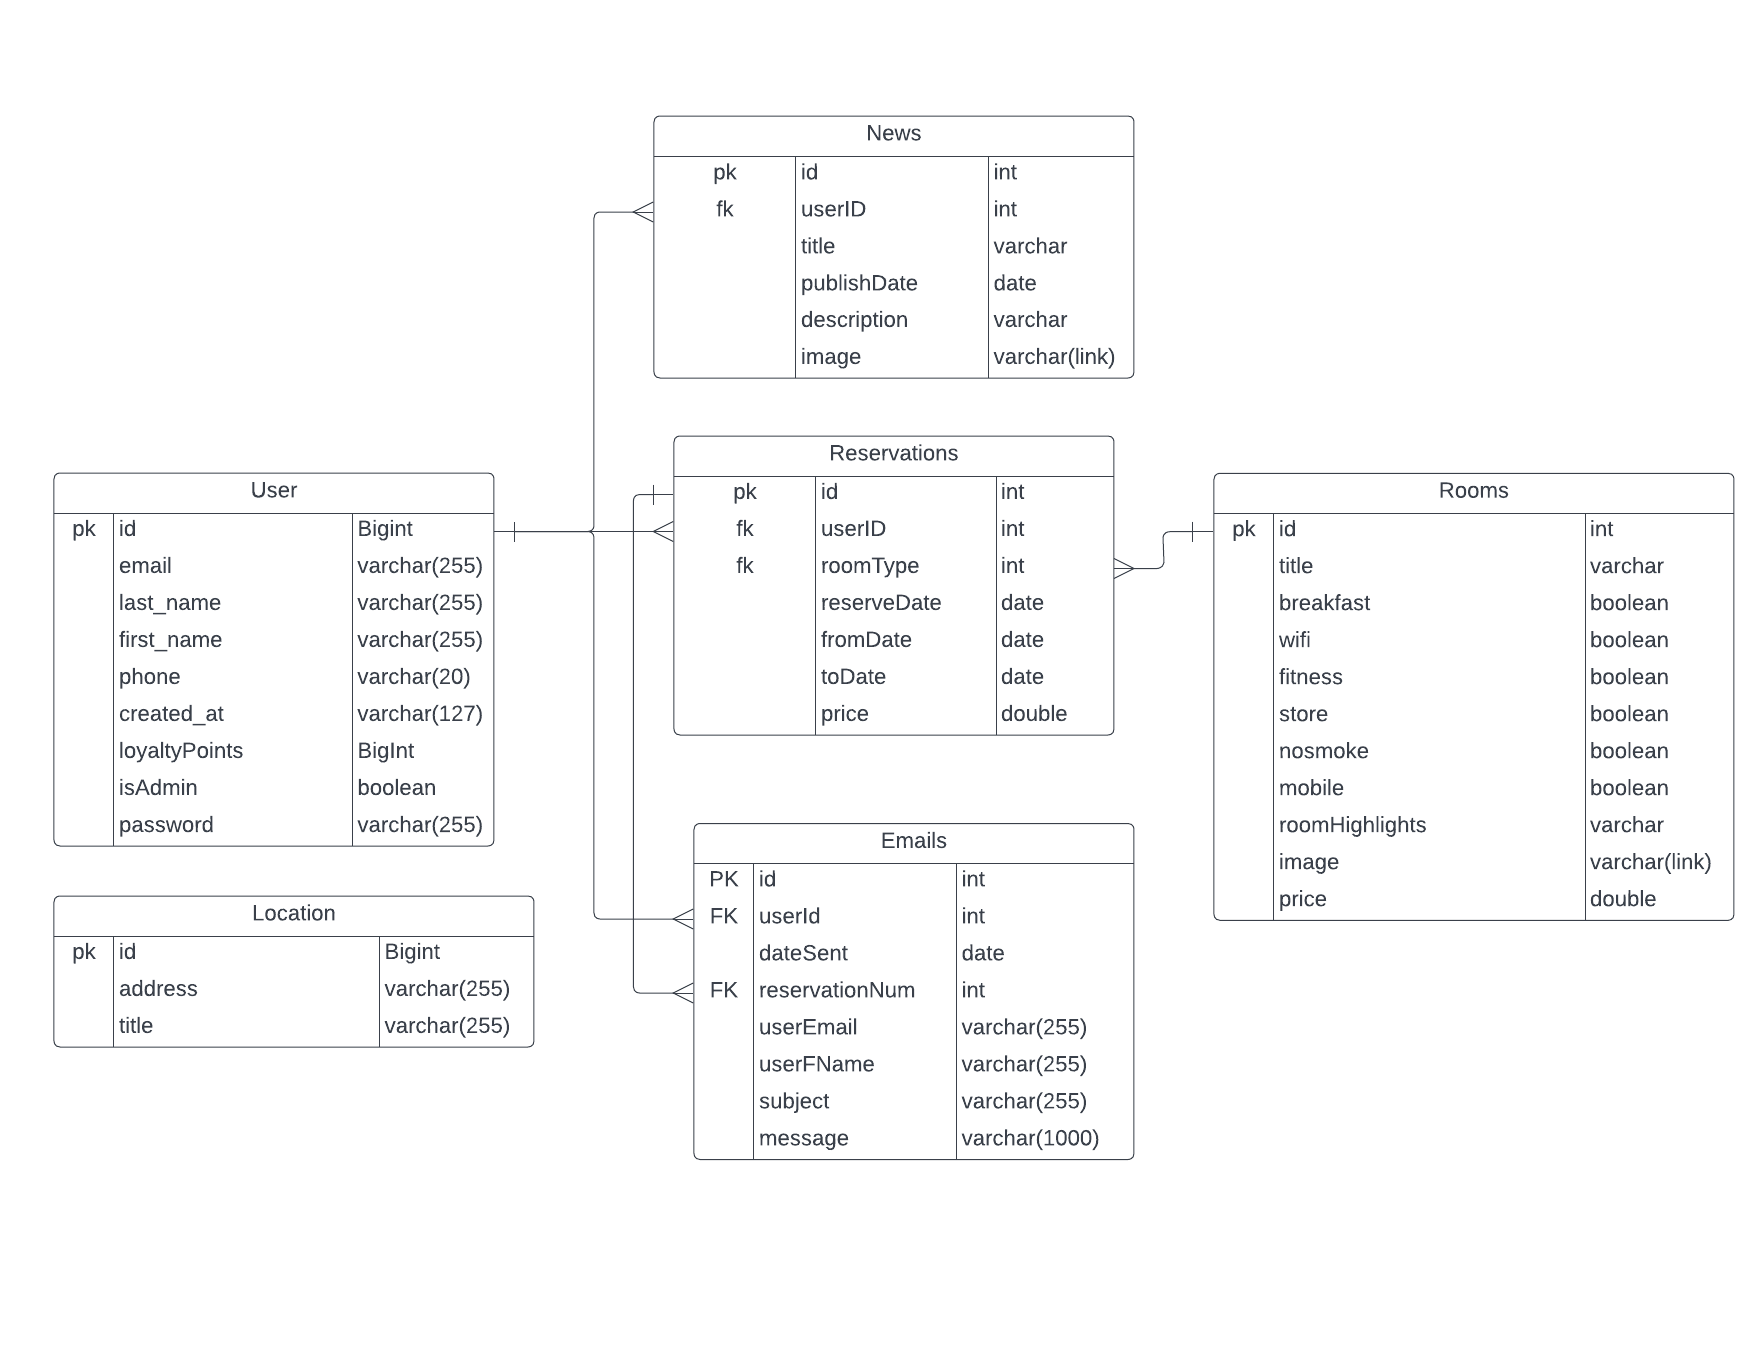 News
pk id int
fk userID int
title varchar
publishDate date
description varchar
image varchar(link)
Reservations
pk id int
fk userID int
fk roomType int
reserveDate date
fromDate date
toDate date
price double
User
pk id Bigint
email varchar(255)
last_name varchar(255)
first_name varchar(255)
phone varchar(20)
created_at varchar(127)
loyaltyPoints BigInt
isAdmin boolean
password varchar(255)
Rooms
pk id int
title varchar
breakfast boolean
wifi boolean
fitness boolean
store boolean
nosmoke boolean
mobile boolean
roomHighlights varchar
image varchar(link)
price double
Emails
PK id int
FK userId int
dateSent date
FK reservationNum int
userEmail varchar(255)
userFName varchar(255)
subject varchar(255)
message varchar(1000)
Location
pk id Bigint
address varchar(255)
title varchar(255)